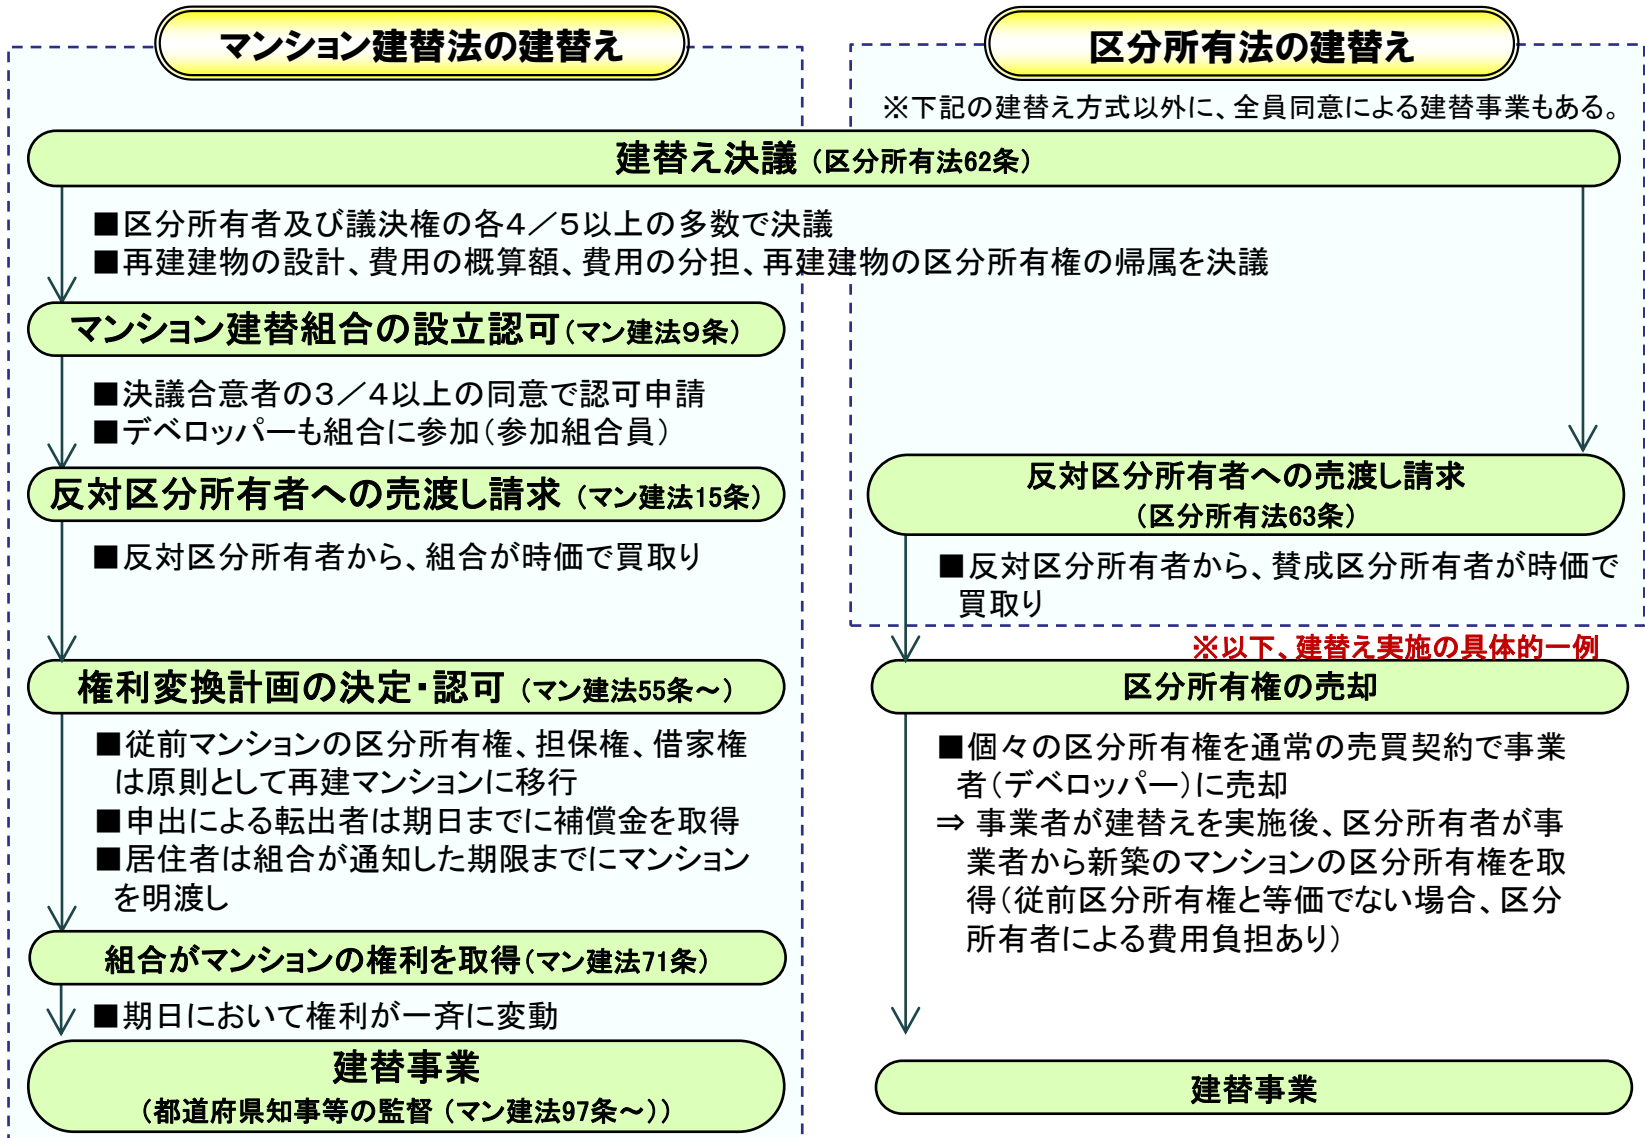 マンション建替法の建替え
区分所有法の建替え
※下記の建替え方式以外に、全員同意による建替事業もある。
建替え決議（区分所有法62条）
■区分所有者及び議決権の各４／５以上の多数で決議
■再建建物の設計、費用の概算額、費用の分担、再建建物の区分所有権の帰属を決議
マンション建替組合の設立認可（マン建法９条）
■決議合意者の３／４以上の同意で認可申請
■デベロッパーも組合に参加（参加組合員）
反対区分所有者への売渡し請求（マン建法15条）
■反対区分所有者から、組合が時価で買取り
権利変換計画の決定・認可（マン建法55条～）
■従前マンションの区分所有権、担保権、借家権
は原則として再建マンションに移行
■申出による転出者は期日までに補償金を取得
■居住者は組合が通知した期限までにマンション
を明渡し
組合がマンションの権利を取得（マン建法71条）
■期日において権利が一斉に変動
建替事業
（都道府県知事等の監督（マン建法97条～））
反対区分所有者への売渡し請求
（区分所有法63条）
■反対区分所有者から、賛成区分所有者が時価で
買取り
※以下、建替え実施の具体的一例
区分所有権の売却
■個々の区分所有権を通常の売買契約で事業
者（デベロッパー）に売却
⇒ 事業者が建替えを実施後、区分所有者が事
業者から新築のマンションの区分所有権を取
得（従前区分所有権と等価でない場合、区分
所有者による費用負担あり）
建替事業